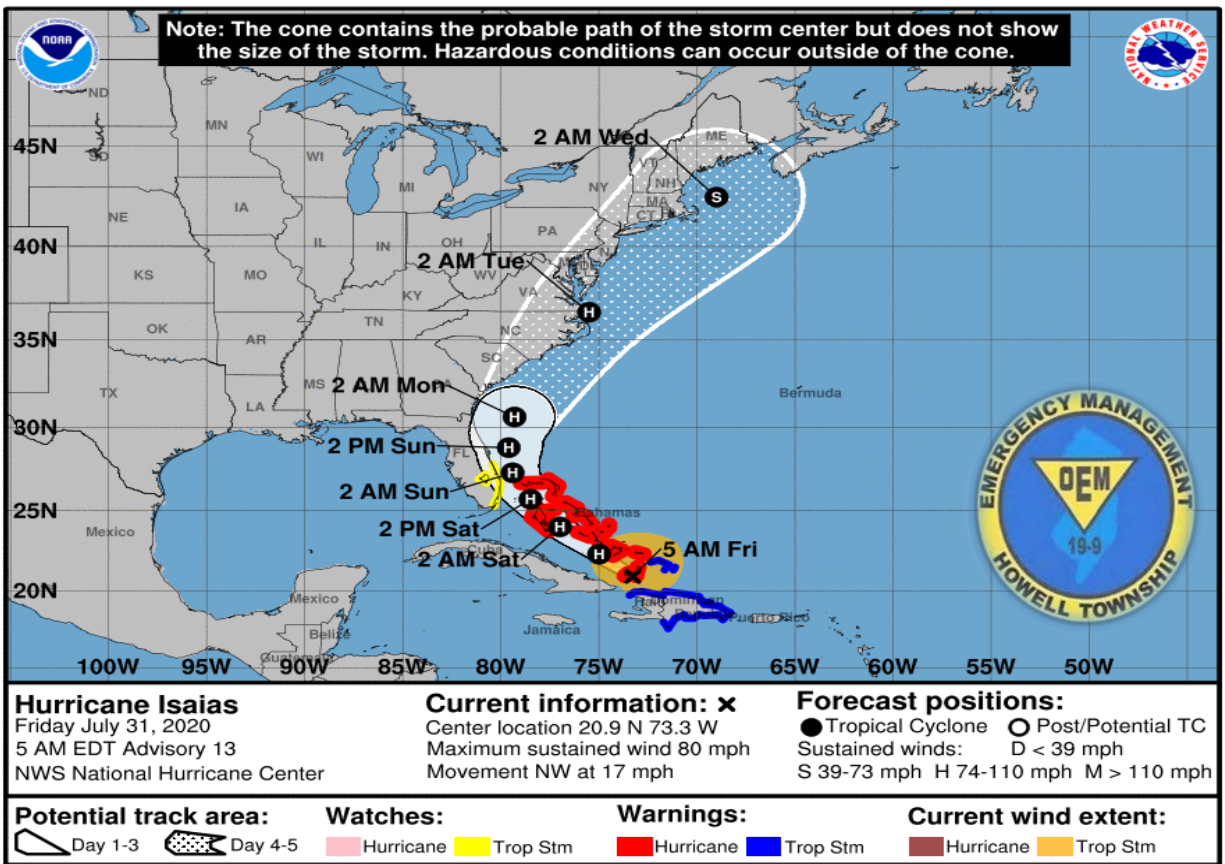 Note: The cone contains the probable path of the storm center but does not show
the size of the storm. Hazardous conditions can occur outside of the cone.
NOAA
NATIONAL WEATHER SERVICE
ND
MN
SD
WI
MI
NE
IA
IL
IN
OH
PA
NY
VT
NH
ME
MA
CT
KS
MO
KY
WV
VA
OK
AR
TN
NC
SC
TX
LA
MS
FL
45N
40N
35N
30N
25N
20N
2 AM Wed
2 AM Tue
2 AM Mon
2 PM Sun
2 AM Sun
2 PM Sat
2 AM Sat
5 AM Fri
S
H
H
H
H
H
H
H
Bermuda
Bahamas
Mexico
Cuba
Mexico
Belize
Guatemala
Jamaica
Haiti
Dominican
Puerto Rico
EMERGENCY MANAGEMENT
OEM
19-9
HOWELL TOWNSHIP
100W 95W 90W 85W 80W 75W 70W 65W 60W 55W 50W
Hurricane Isaias
Friday July 31, 2020
5 AM EDT Advisory 13
NWS National Hurricane Center
Current information: x
Center location 20.9 N 73.3 W
Maximum sustained wind 80 mph
Movement NW at 17 mph
Forecast positions:
Tropical Cyclone Post/Potential TC
Sustained winds: D < 39 mph
S 39-73 mph H 74-110 mph M > 110 mph
Potential track area:
Day 1-3 Day 4-5
Watches:
Hurricane Trop Stm
Warnings:
Hurricane Trop Stm
Current wind extent:
Hurricane Trop Stm